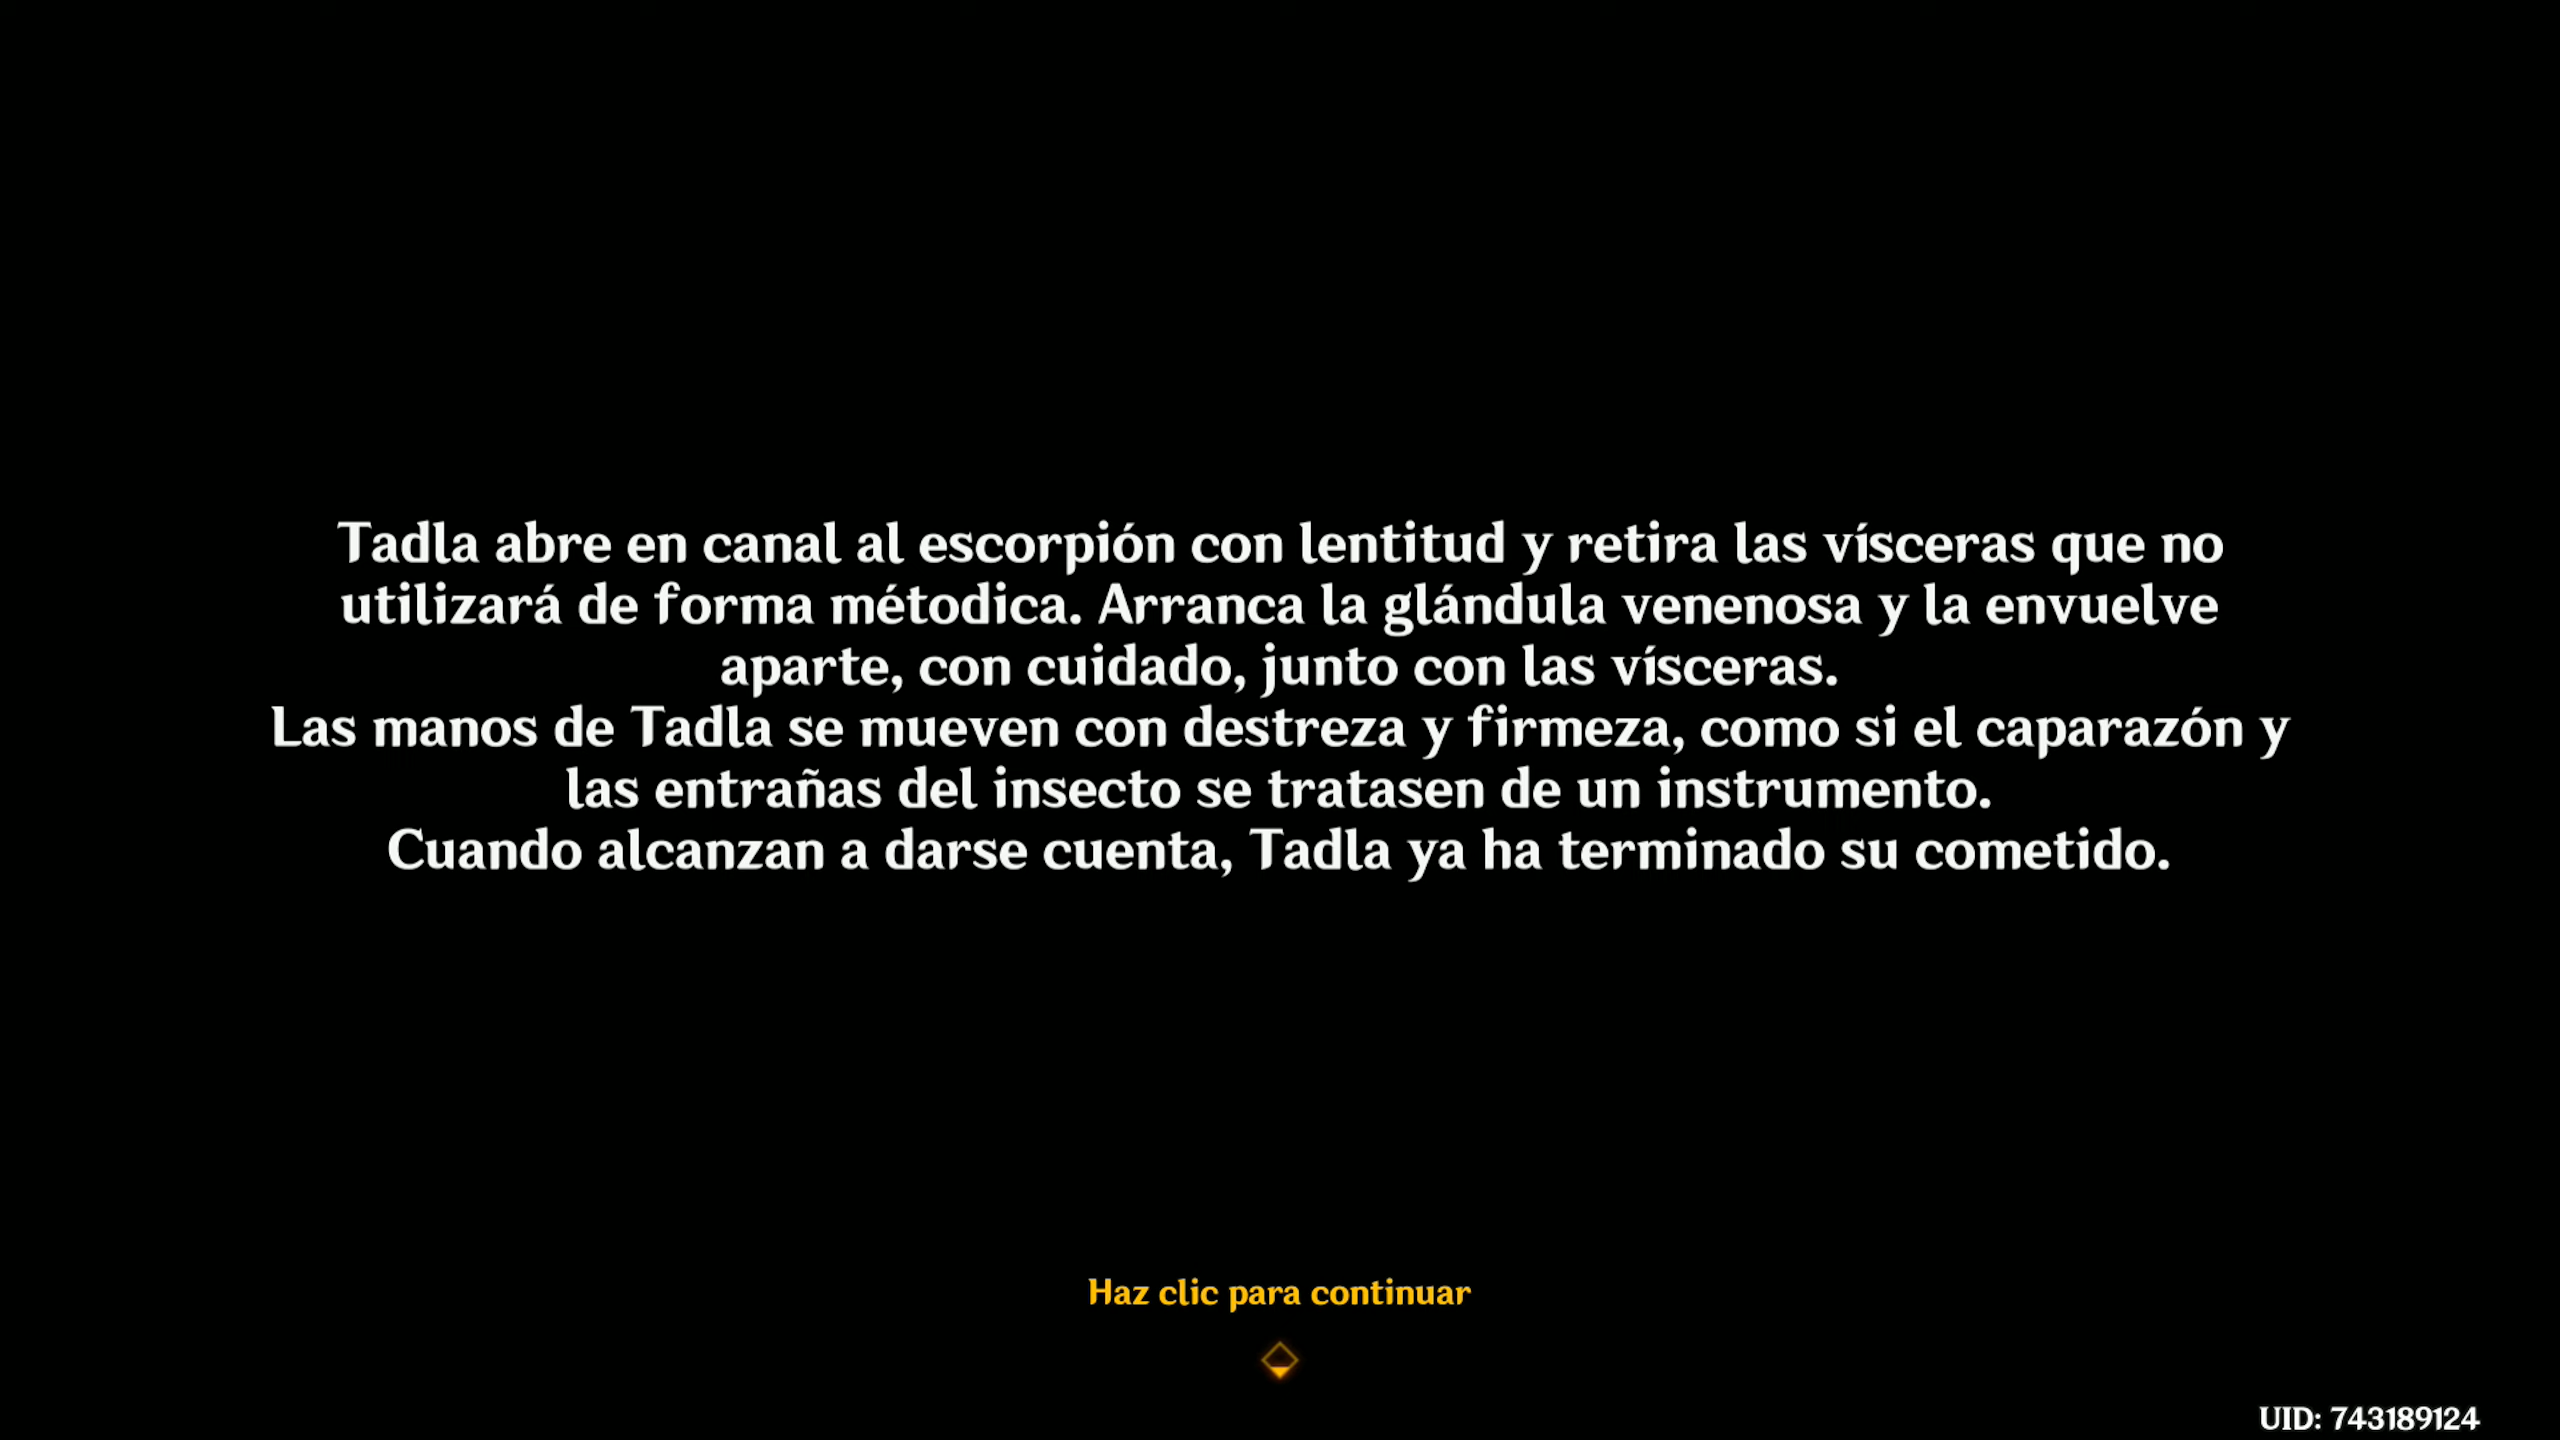 Tadla abre en canal al escorpión con lentitud y retira las vísceras que no
utilizará de forma métodica. Arranca la glándula venenosa y la envuelve
aparte, con cuidado, junto con las vísceras.
Las manos de Tadla se mueven con destreza y firmeza, como si el caparazón y
las entrañas del insecto se tratasen de un instrumento.
Cuando alcanzan a darse cuenta, Tadla ya ha terminado su cometido.
Haz clic para continuar
UID: 743189124